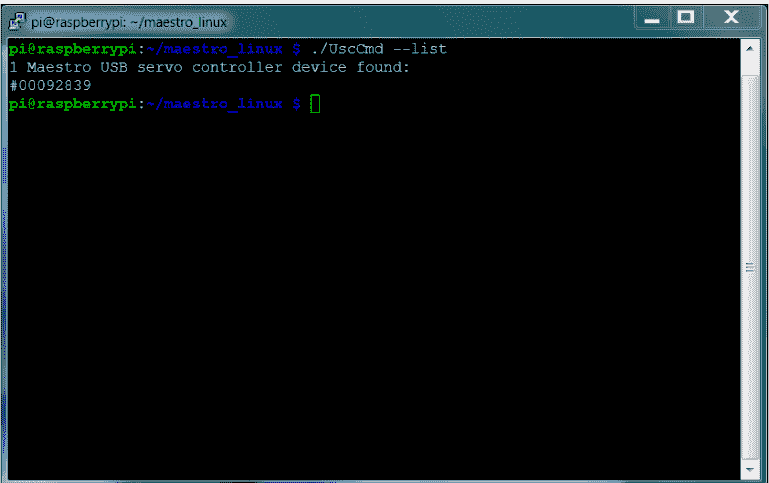 pi@raspberrypi: ~/maestro_linux
pi@raspberrypi:~/maestro_linux $ ./UscCmd --list
1 Maestro USB servo controller device found:
#00092839
pi@raspberrypi:~/maestro_linux $